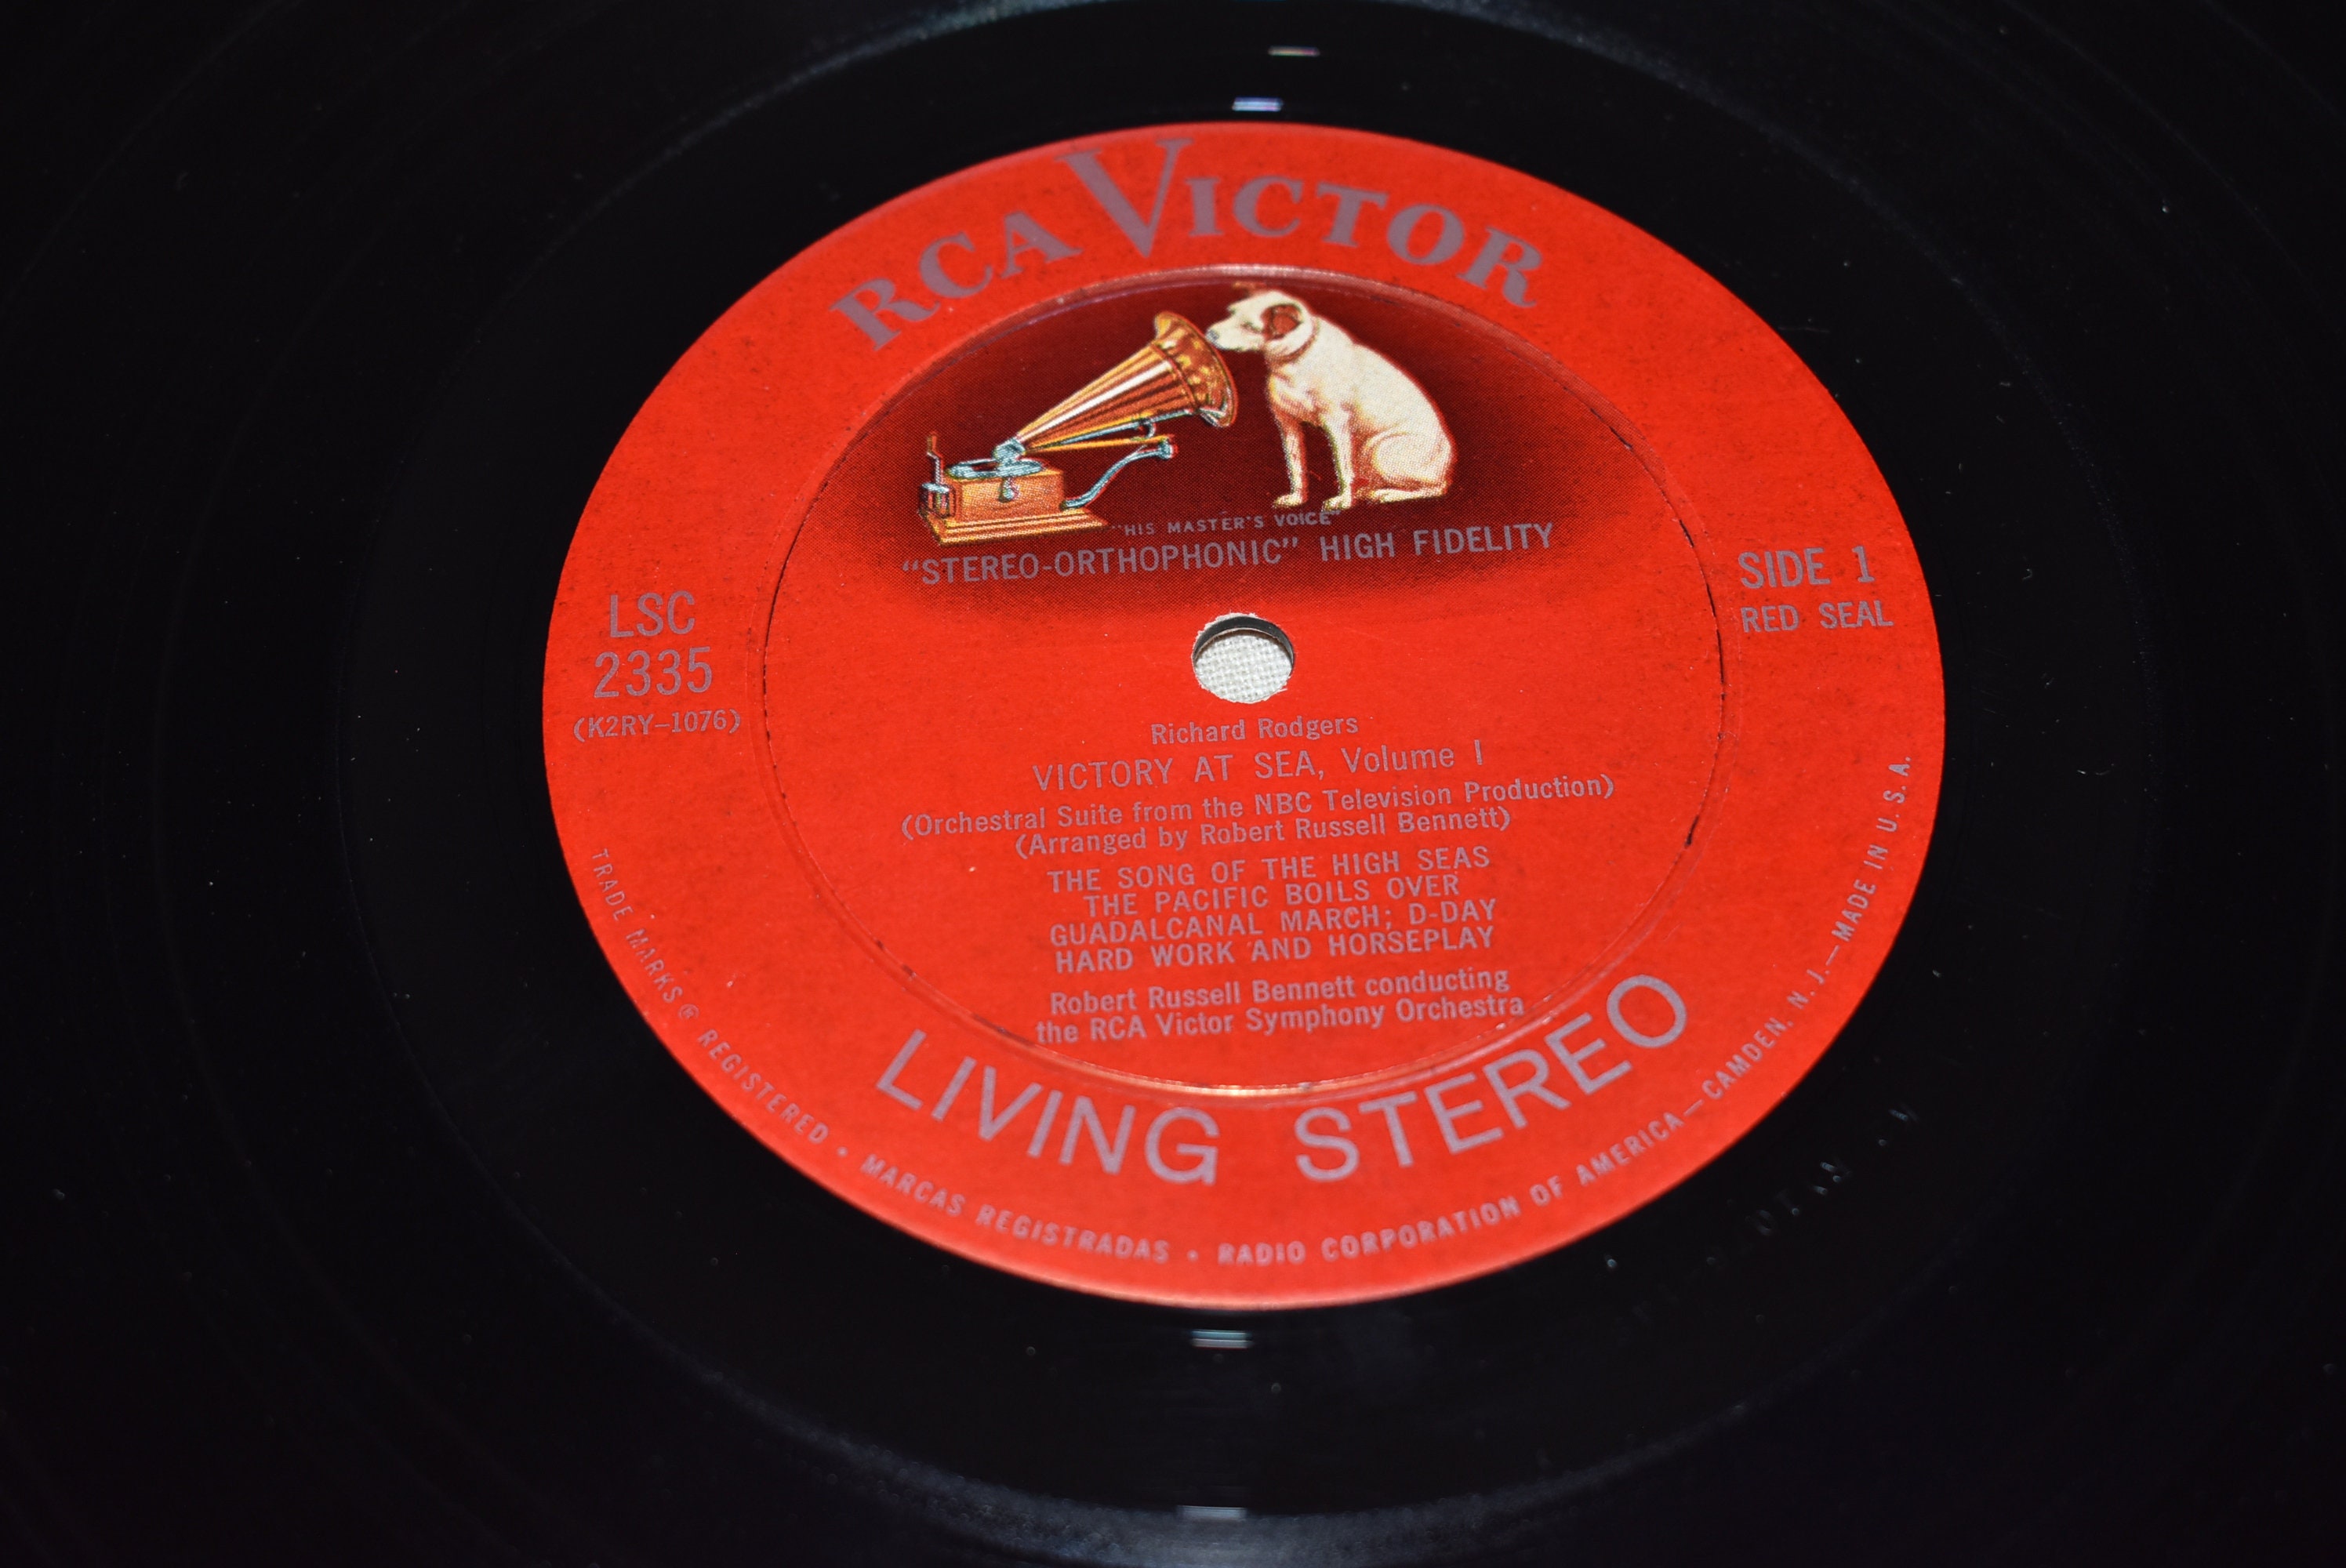 RCA VICTOR
"HIS MASTER'S VOICE"
"STEREO-ORTHOPHONIC" HIGH FIDELITY
LSC
2335
(K2RY-1076)
SIDE 1
RED SEAL
Richard Rodgers
VICTORY AT SEA, Volume I
(Orchestral Suite from the NBC Television Production)
(Arranged by Robert Russell Bennett)
THE SONG OF THE HIGH SEAS
THE PACIFIC BOILS OVER
GUADALCANAL MARCH; D-DAY
HARD WORK AND HORSEPLAY
Robert Russell Bennett conducting
the RCA Victor Symphony Orchestra
LIVING STEREO
TRADE MARKS ® REGISTERED • MARCAS REGISTRADAS • RADIO CORPORATION OF AMERICA—CAMDEN, N. J.—MADE IN U.S.A.